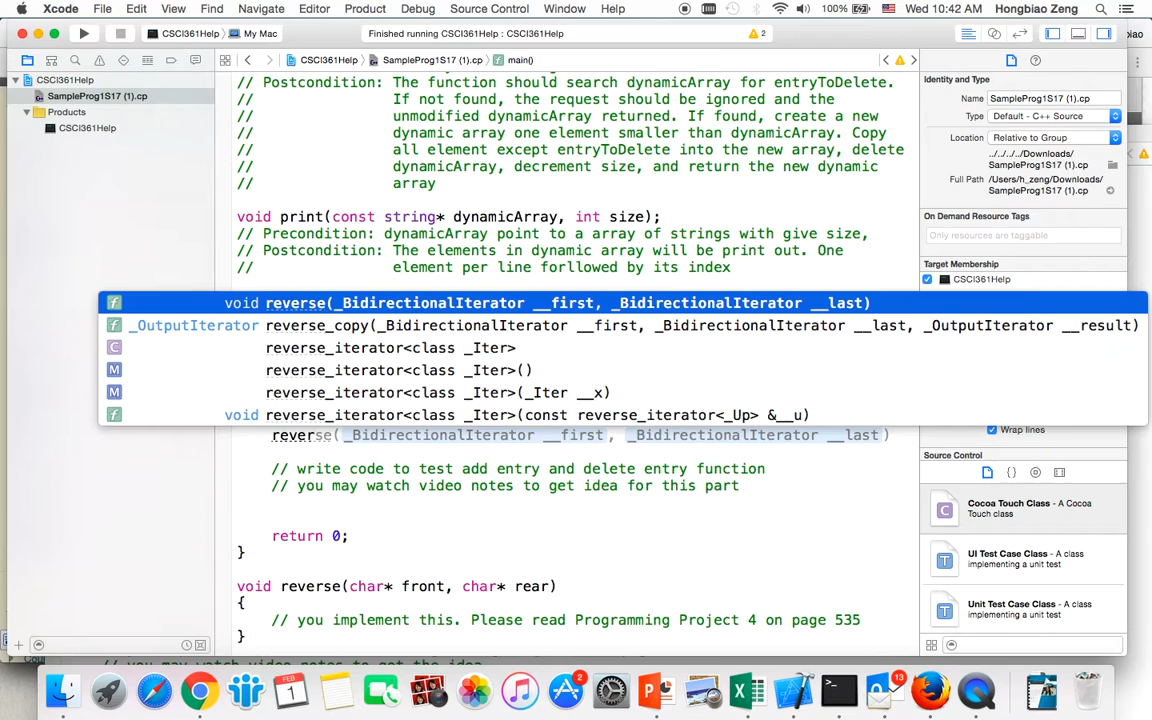 Xcode File Edit View Find Navigate Editor Product Debug Source Control Window Help 100% Wed 10:42 AM Hongbiao Zeng
CSCI361Help My Mac Finished running CSCI361Help : CSCI361Help 2
biao
CSCI361Help SampleProg1S17 (1).cp main()
CSCI361Help
SampleProg1S17 (1).cp
Products
CSCI361Help
// Postcondition: The function should search dynamicArray for entryToDelete.
If not found, the request should be ignored and the
unmodified dynamicArray returned. If found, create a new
dynamic array one element smaller than dynamicArray. Copy
all element except entryToDelete into the new array, delete
dynamicArray, decrement size, and return the new dynamic
array
void print(const string* dynamicArray, int size);
// Precondition: dynamicArray point to a array of strings with give size,
// Postcondition: The elements in dynamic array will be print out. One
// element per line forllowed by its index
void reverse(_BidirectionalIterator __first, _BidirectionalIterator __last)
_OutputIterator reverse_copy(_BidirectionalIterator __first, _BidirectionalIterator __last, _OutputIterator __result)
reverse_iterator<class _Iter>
reverse_iterator<class _Iter>()
reverse_iterator<class _Iter>(_Iter __x)
void reverse_iterator<class _Iter>(const reverse_iterator<_Up> &__u)
reverse(_BidirectionalIterator __first, _BidirectionalIterator __last)
// write code to test add entry and delete entry function
// you may watch video notes to get idea for this part
return 0;
}
void reverse(char* front, char* rear)
{
// you implement this. Please read Programming Project 4 on page 535
}
Identity and Type
Name SampleProg1S17 (1).cp
Type Default - C++ Source
Location Relative to Group
../../../../Downloads/
SampleProg1S17 (1).cp
Full Path /Users/h_zeng/Downloads/
SampleProg1S17 (1).cp
On Demand Resource Tags
Only resources are taggable
Target Membership
CSCI361Help
Wrap lines
Source Control
Cocoa Touch Class - A Cocoa
Touch class
UI Test Case Class - A class
implementing a unit test
Unit Test Case Class - A class
implementing a unit test
// you may watch video notes to get the idea
FEB
1
2
13